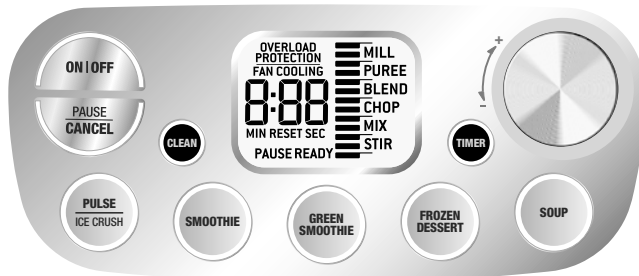 ON|OFF
PAUSE
CANCEL
CLEAN
OVERLOAD
PROTECTION
FAN COOLING
8:88
MIN RESET SEC
PAUSE READY
MILL
PUREE
BLEND
CHOP
MIX
STIR
+
-
TIMER
PULSE
ICE CRUSH
SMOOTHIE
GREEN
SMOOTHIE
FROZEN
DESSERT
SOUP